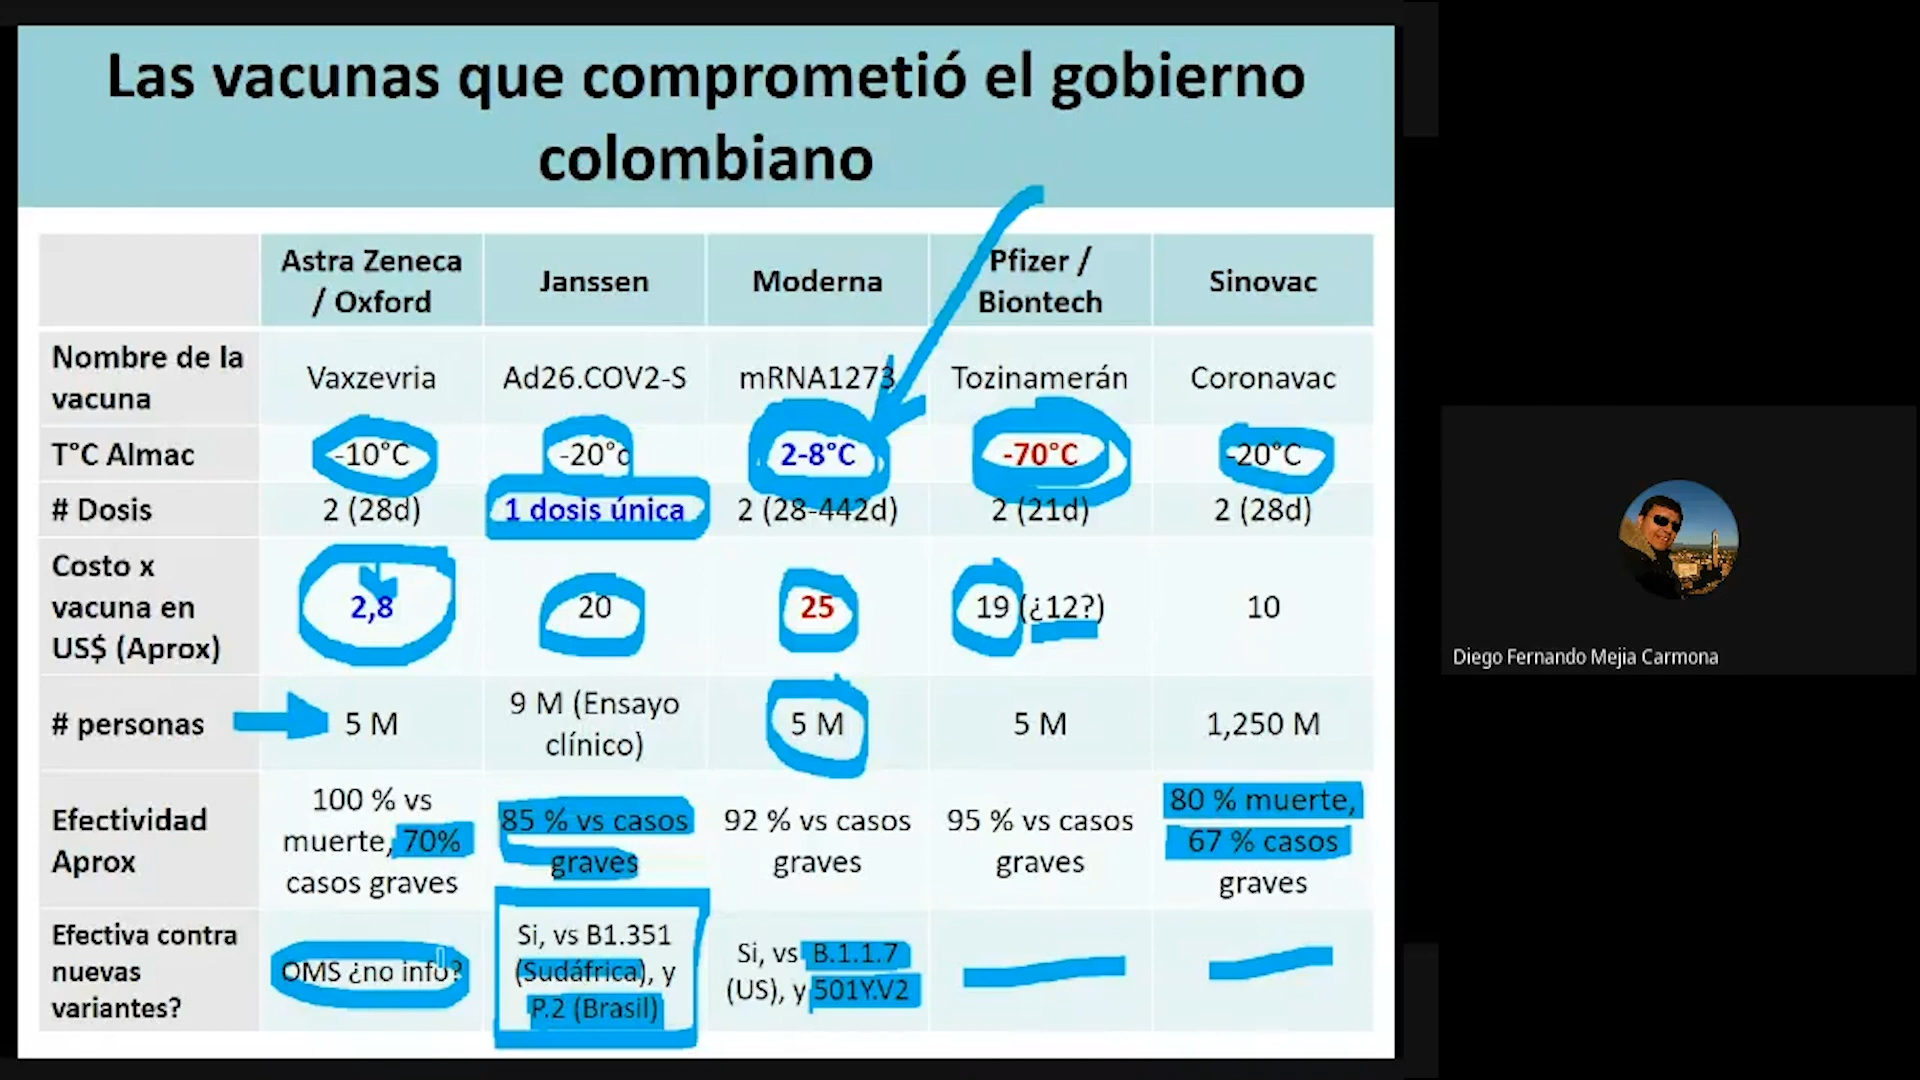 Las vacunas que comprometió el gobierno
colombiano
Astra Zeneca
/ Oxford
Janssen
Moderna
Pfizer /
Biontech
Sinovac
Nombre de la
vacuna
Vaxzevria
Ad26.COV2-S
mRNA1273
Tozinamerán
Coronavac
T°C Almac
-10°C
-20°c
2-8°C
-70°C
-20°C
# Dosis
2 (28d)
1 dosis única
2 (28-442d)
2 (21d)
2 (28d)
Costo x
vacuna en
US$ (Aprox)
2,8
20
25
19 (¿12?)
10
# personas
5 M
9 M (Ensayo
clínico)
5 M
5 M
1,250 M
Efectividad
Aprox
100 % vs
muerte, 70%
casos graves
85 % vs casos
graves
92 % vs casos
graves
95 % vs casos
graves
80 % muerte,
67 % casos
graves
Efectiva contra
nuevas
variantes?
OMS ¿no info?
Si, vs B1.351
(Sudáfrica), y
P.2 (Brasil)
Si, vs B.1.1.7
(US), y 501Y.V2
Diego Fernando Mejia Carmona